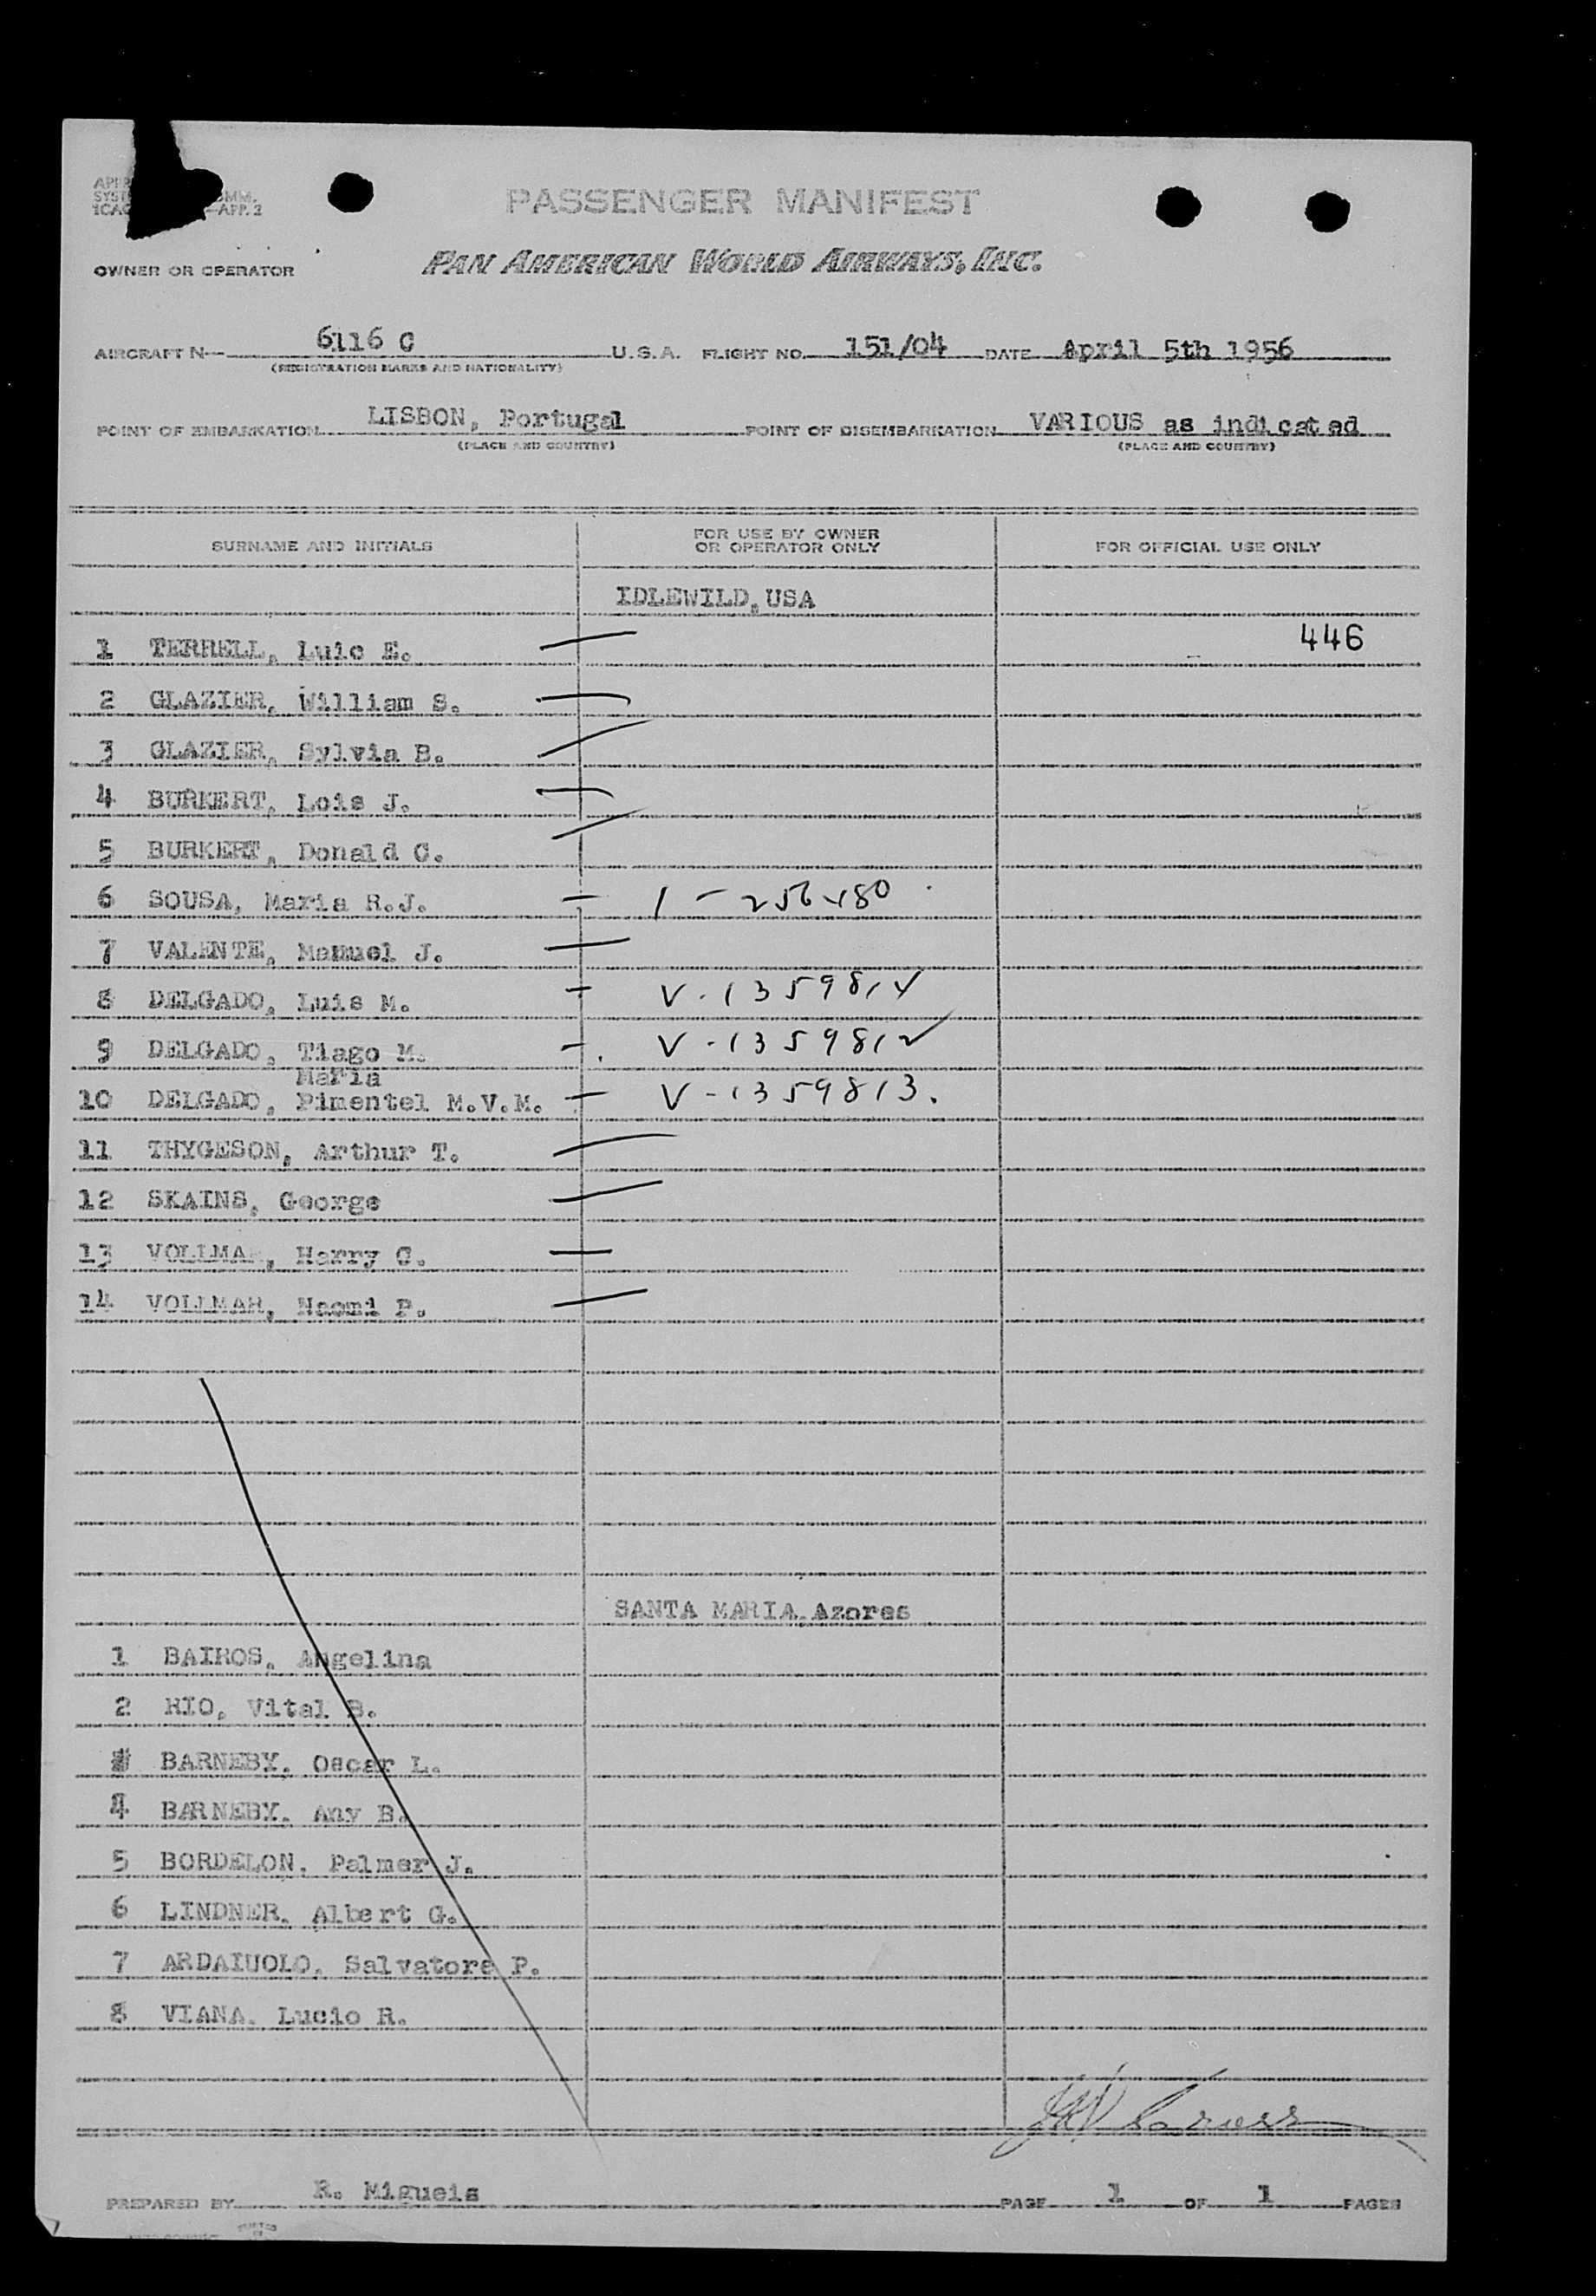 PASSENGER MANIFEST
—APP. 2
OWNER OR OPERATOR PAN AMERICAN WORLD AIRWAYS, INC.
AIRCRAFT N— 6116 C U.S.A. FLIGHT NO. 151/04 DATE April 5th 1956
(REGISTRATION MARKS AND NATIONALITY)
POINT OF EMBARKATION LISBON, Portugal POINT OF DISEMBARKATION VARIOUS as indicated
(PLACE AND COUNTRY) (PLACE AND COUNTRY)
SURNAME AND INITIALS FOR USE BY OWNER OR OPERATOR ONLY FOR OFFICIAL USE ONLY
IDLEWILD, USA
1 TERRELL, Luie E. 446
2 GLAZIER, William S.
3 GLAZIER, Sylvia B.
4 BURKERT, Lois J.
5 BURKERT, Donald C.
6 SOUSA, Maria R.J. —
7 VALENTE, Manuel J.
8 DELGADO, Luis M. — V-1359814
9 DELGADO, Tiago M. — V-1359812
Maria
10 DELGADO, Pimentel M.V.M. — V-1359813.
11 THYGESON, Arthur T.
12 SKAINS, George
13 VOLLMAR, Harry C.
14 VOLLMAR, Naomi P.
SANTA MARIA, Azores
1 BAIROS, Angelina
2 RIO, Vital B.
BARNEBY, Oscar L.
4 BARNEBY, Any B.
5 BORDELON, Palmer J.
6 LINDNER, Albert G.
7 ARDAIUOLO, Salvatore P.
8 VIANA, Lucio R.
PREPARED BY R. Migueis PAGE 1 OF 1 PAGES